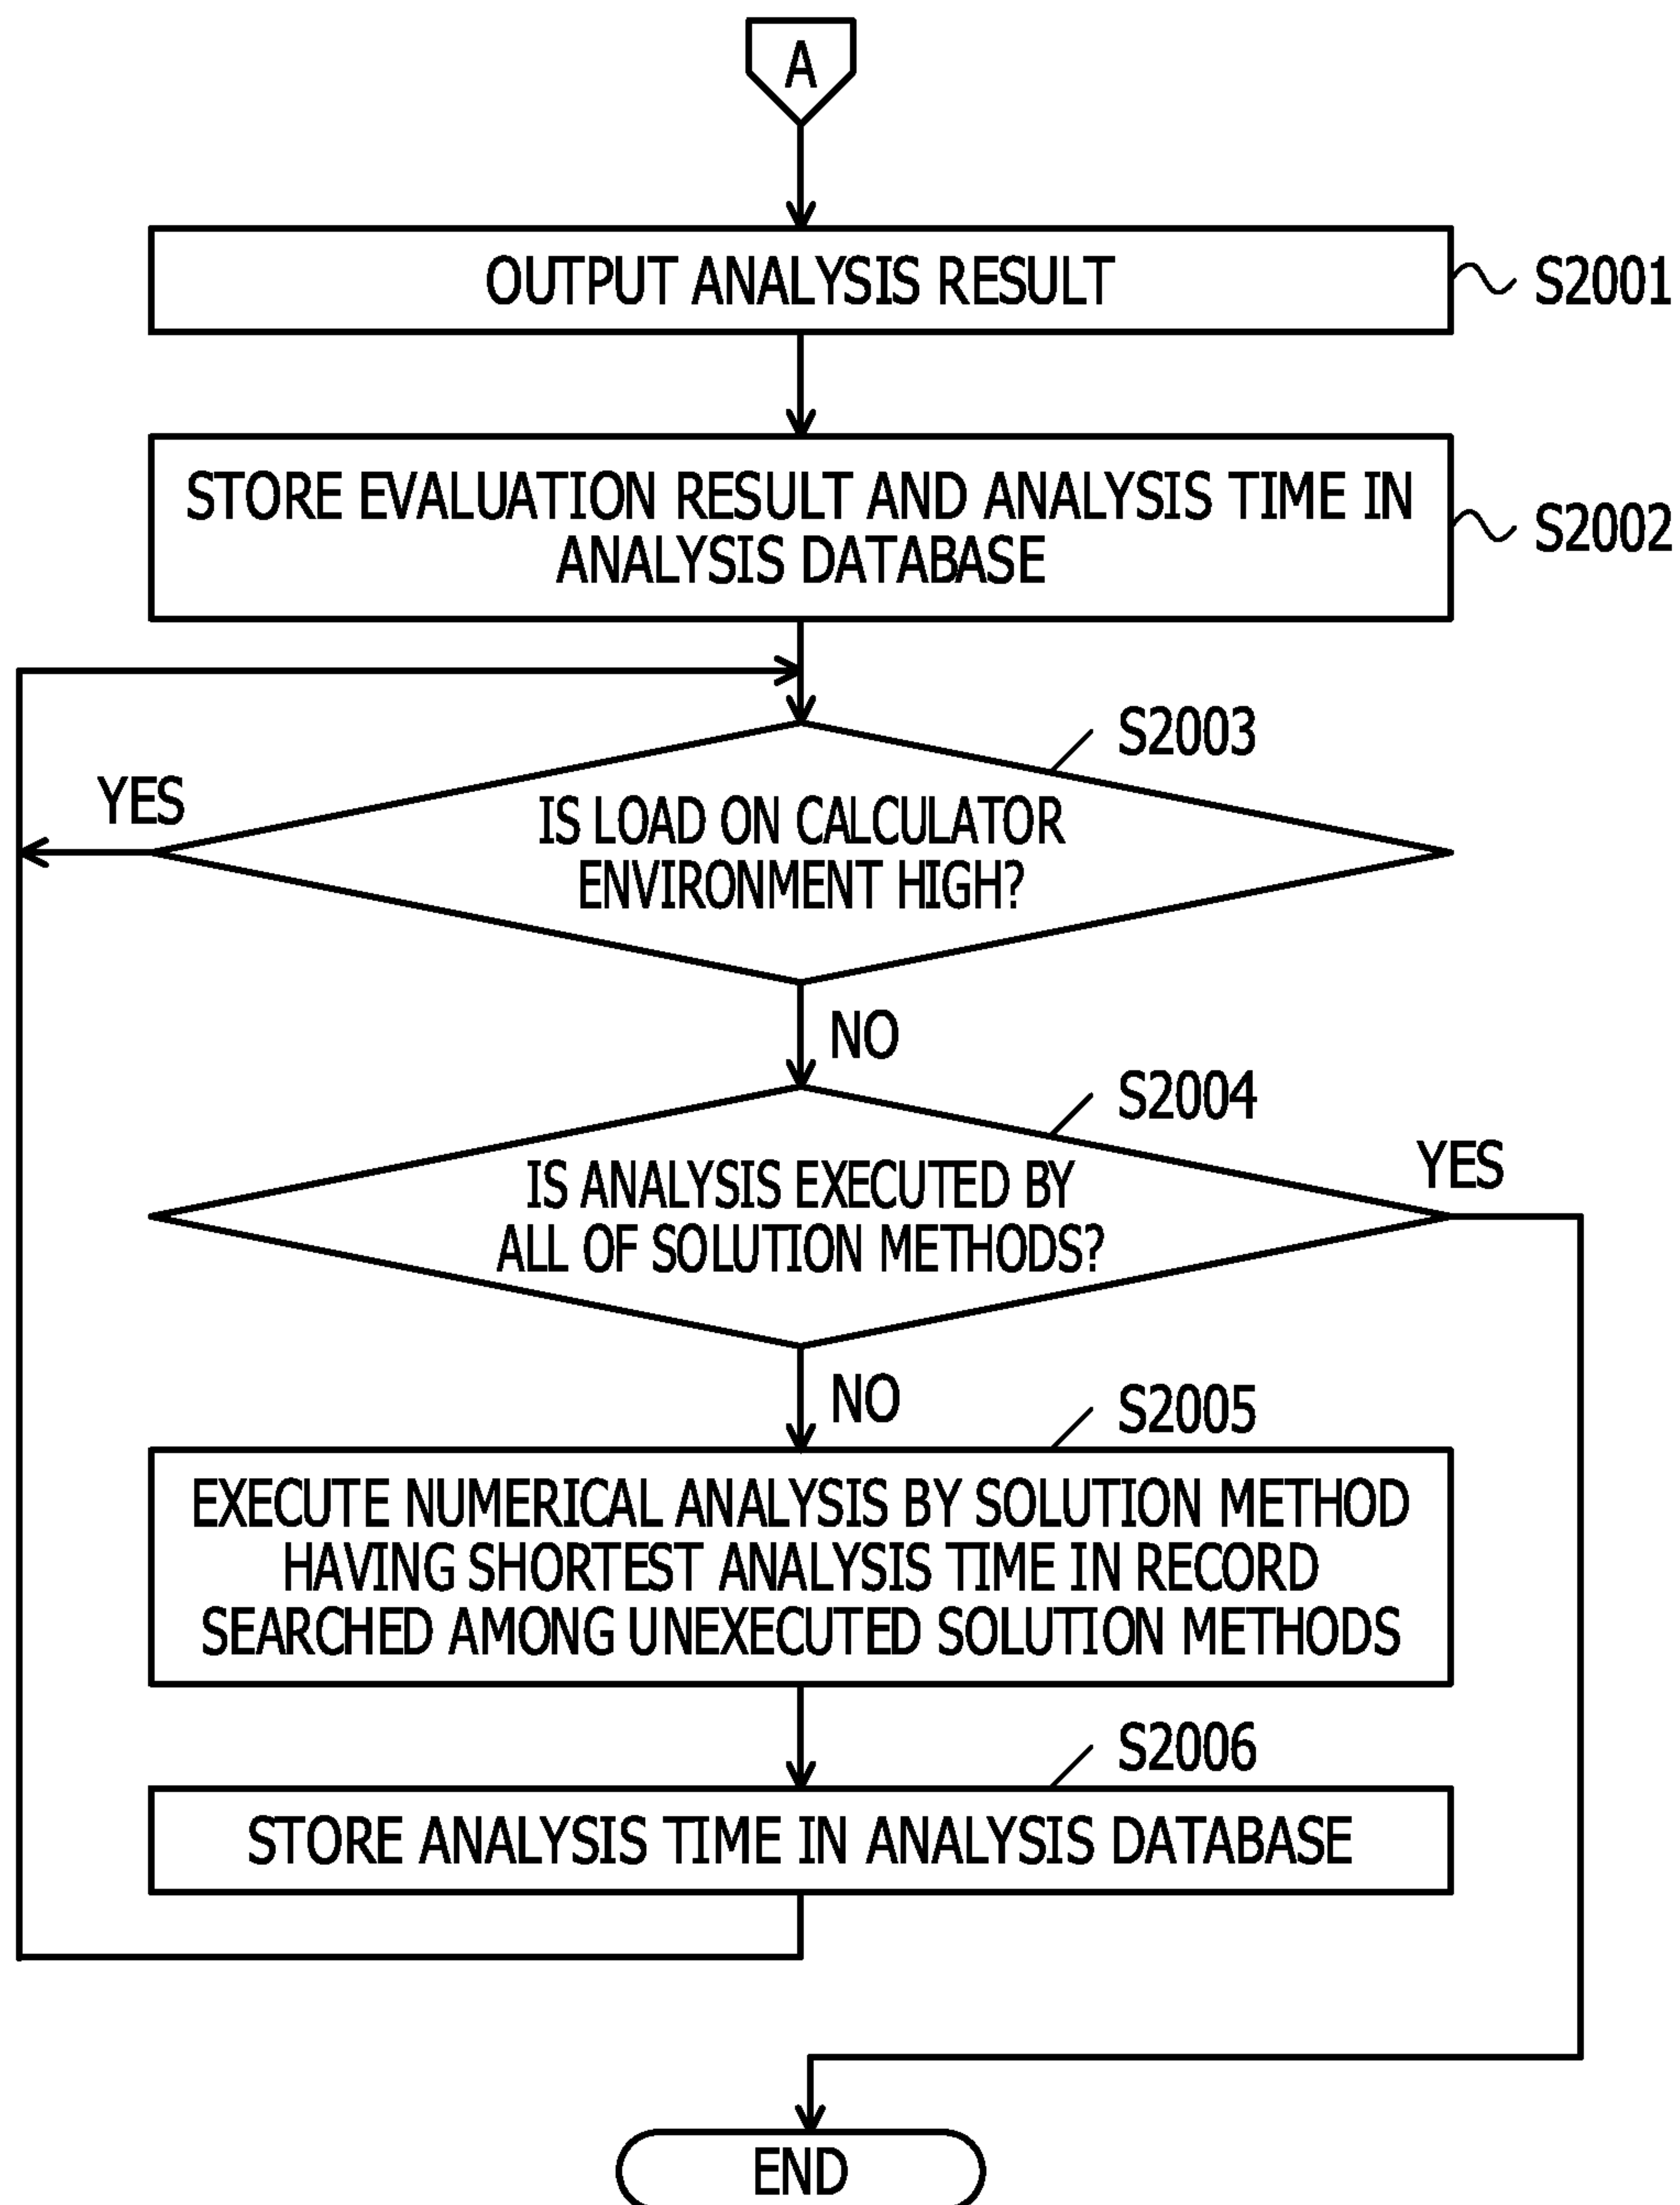 A
OUTPUT ANALYSIS RESULT
S2001
STORE EVALUATION RESULT AND ANALYSIS TIME IN
ANALYSIS DATABASE
S2002
S2003
YES
IS LOAD ON CALCULATOR
ENVIRONMENT HIGH?
NO
S2004
IS ANALYSIS EXECUTED BY
ALL OF SOLUTION METHODS?
YES
NO
S2005
EXECUTE NUMERICAL ANALYSIS BY SOLUTION METHOD
HAVING SHORTEST ANALYSIS TIME IN RECORD
SEARCHED AMONG UNEXECUTED SOLUTION METHODS
S2006
STORE ANALYSIS TIME IN ANALYSIS DATABASE
END